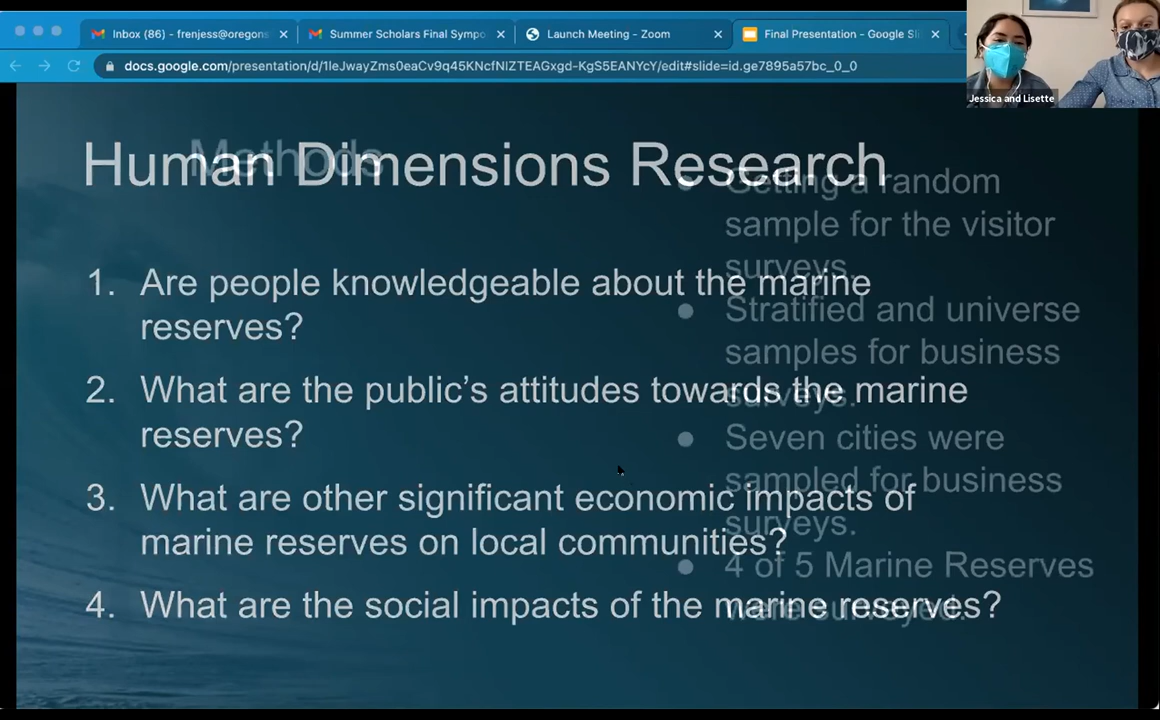 Inbox (86) - frenjess@oregons
Summer Scholars Final Sympo
Launch Meeting - Zoom
Final Presentation - Google Sli
docs.google.com/presentation/d/1leJwayZms0eaCv9q45KNcfNIZTEAGxgd-KgS5EANYcY/edit#slide=id.ge7895a57bc_0_0
Jessica and Lisette
Human Dimensions Research
1. Are people knowledgeable about the marine
reserves?
2. What are the public's attitudes towards the marine
reserves?
3. What are other significant economic impacts of
marine reserves on local communities?
4. What are the social impacts of the marine reserves?
Methods
● Getting a random
sample for the visitor
surveys.
● Stratified and universe
samples for business
surveys.
● Seven cities were
sampled for business
surveys.
● 4 of 5 Marine Reserves
were surveyed.